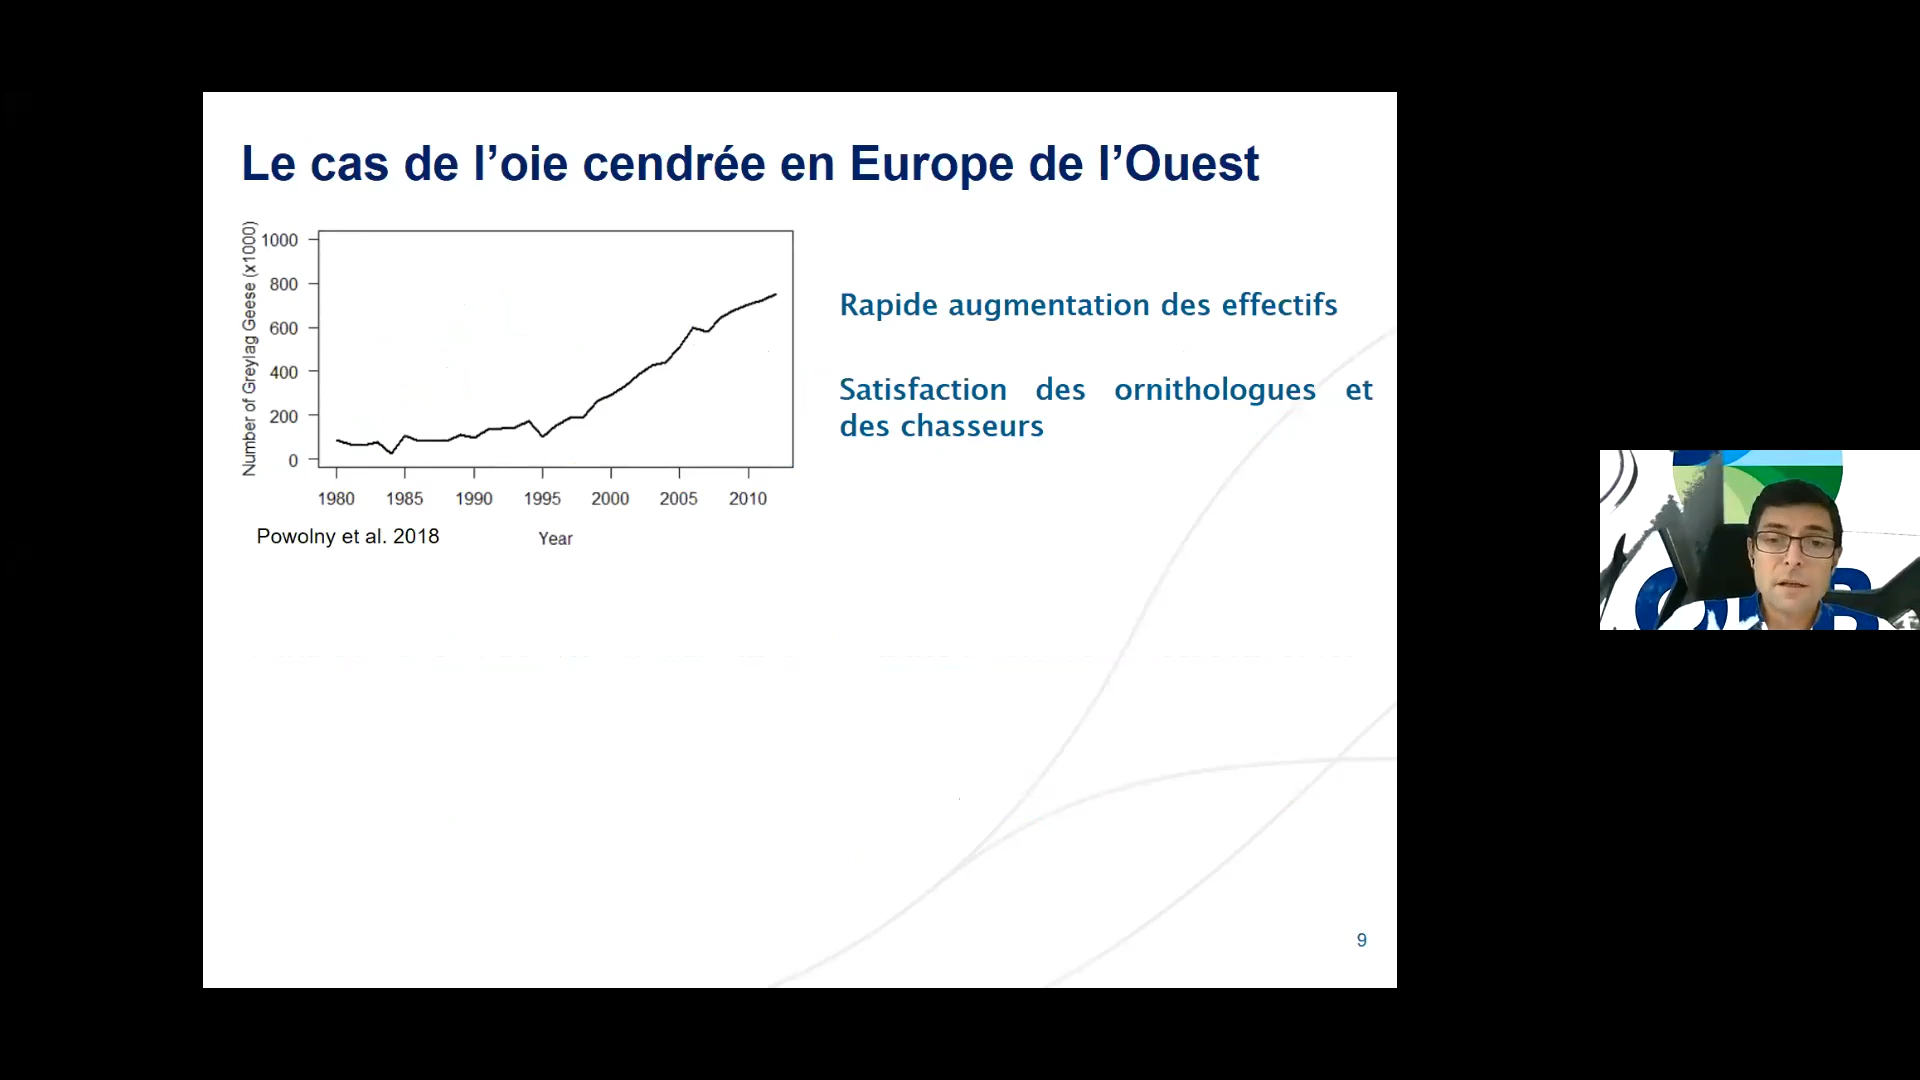 Le cas de l’oie cendrée en Europe de l’Ouest
Number of Greylag Geese (x1000)
1000
800
600
400
200
0
1980 1985 1990 1995 2000 2005 2010
Year
Powolny et al. 2018
Rapide augmentation des effectifs
Satisfaction des ornithologues et
des chasseurs
9